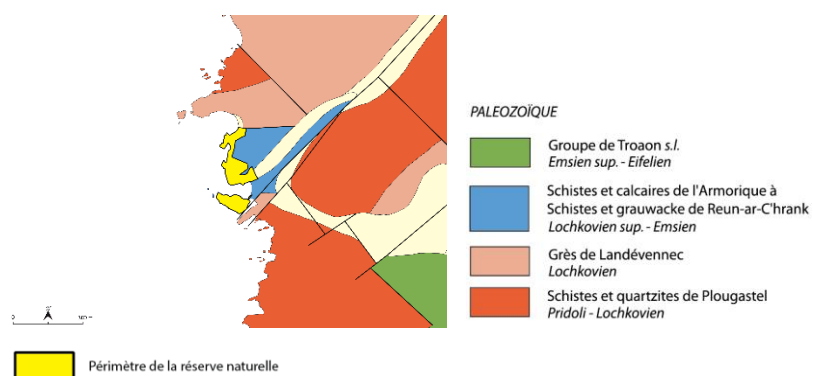 PALEOZOÏQUE
Groupe de Troaon s.l.
Emsien sup. - Eifelien
Schistes et calcaires de l'Armorique à
Schistes et grauwacke de Reun-ar-C'hrank
Lochkovien sup. - Emsien
Grès de Landévennec
Lochkovien
Schistes et quartzites de Plougastel
Pridoli - Lochkovien
Périmètre de la réserve naturelle